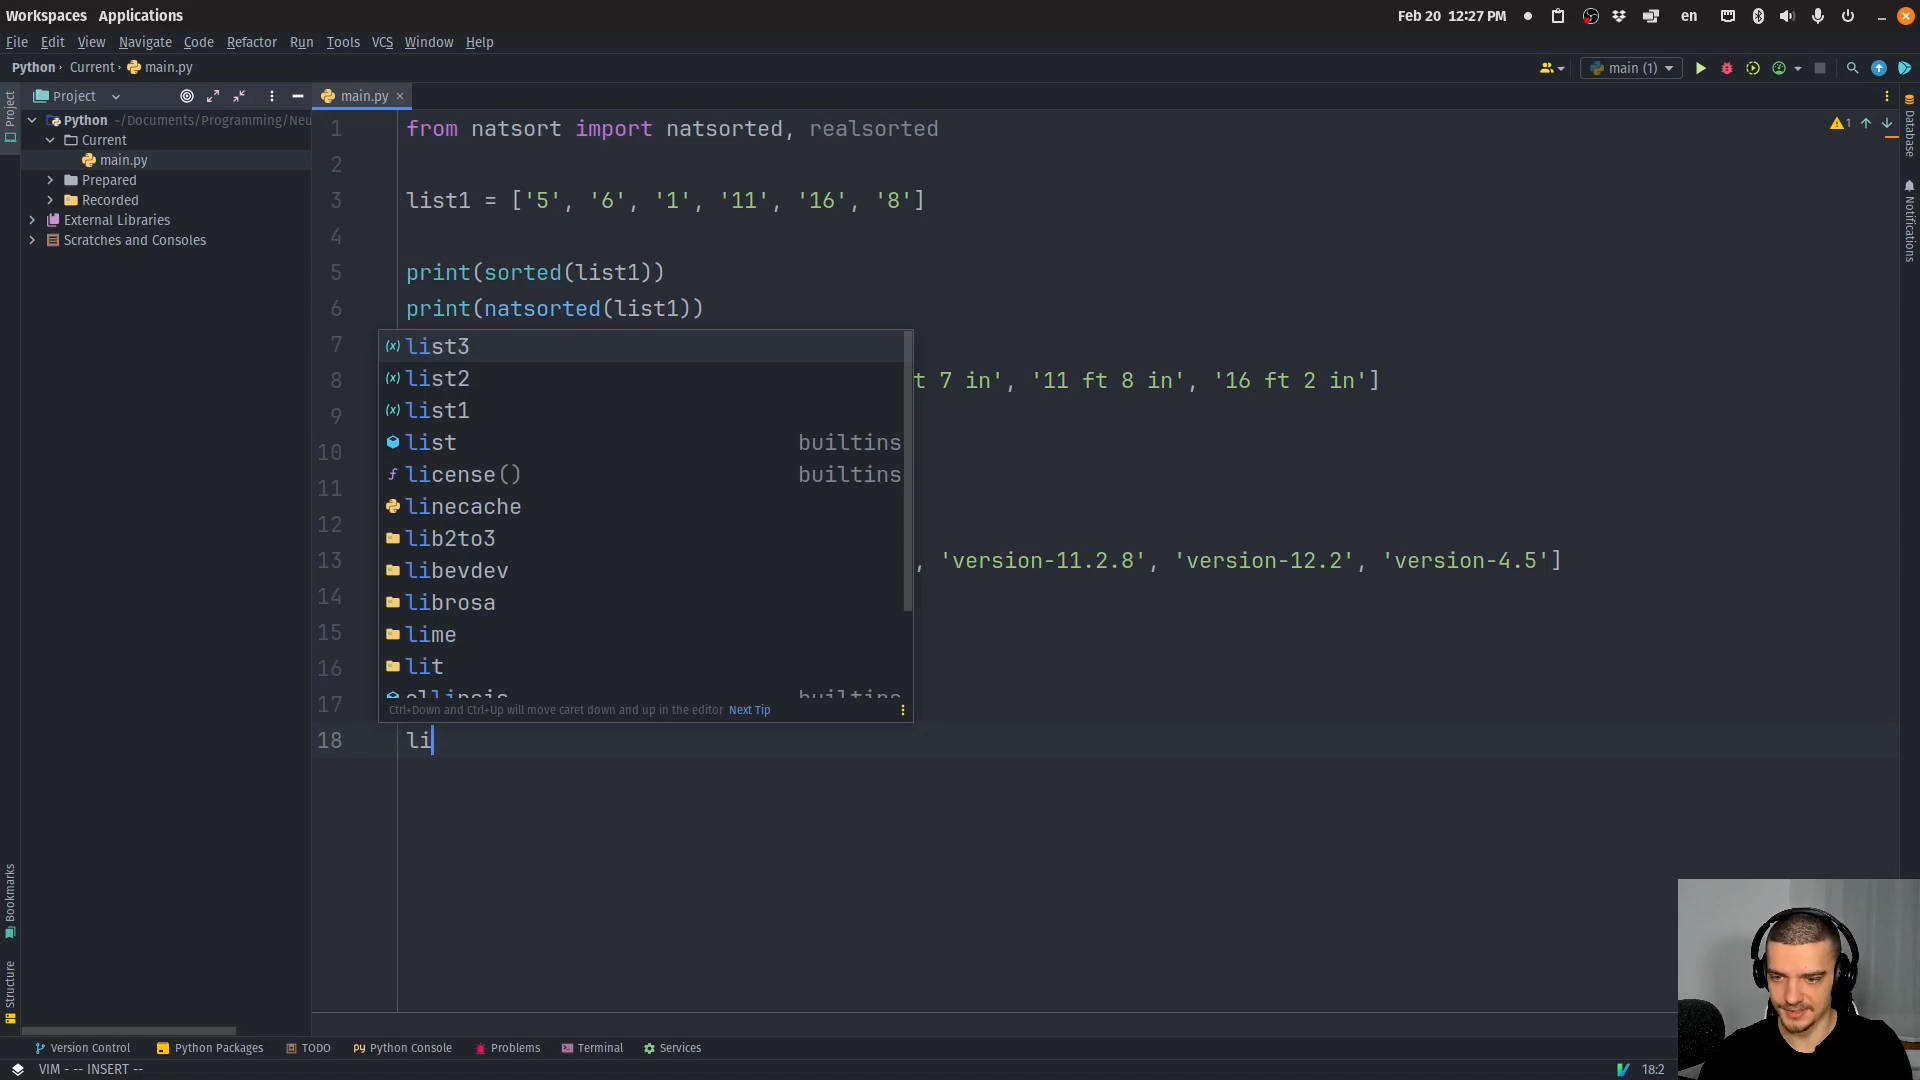 Workspaces Applications Feb 20 12:27 PM en
File Edit View Navigate Code Refactor Run Tools VCS Window Help
Python Current main.py main (1)
Project main.py
Project
Python ~/Documents/Programming/Neu
Current
main.py
Prepared
Recorded
External Libraries
Scratches and Consoles
1 from natsort import natsorted, realsorted
2
3 list1 = ['5', '6', '1', '11', '16', '8']
4
5 print(sorted(list1))
6 print(natsorted(list1))
7
8 t 7 in', '11 ft 8 in', '16 ft 2 in']
9
10
11
12
13 , 'version-11.2.8', 'version-12.2', 'version-4.5']
14
15
16
17
18 li
(x) list3
(x) list2
(x) list1
list builtins
f license() builtins
linecache
lib2to3
libevdev
librosa
lime
lit
ellipsis builtins
Ctrl+Down and Ctrl+Up will move caret down and up in the editor Next Tip
1
Database
Notifications
Bookmarks
Structure
Version Control Python Packages TODO Python Console Problems Terminal Services
VIM - -- INSERT -- 18:2